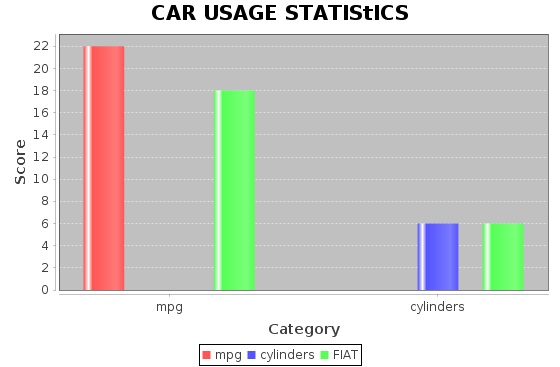 CAR USAGE STATIStICS
Score
22
20
18
16
14
12
10
8
6
4
2
0
mpg cylinders
Category
mpg cylinders FIAT